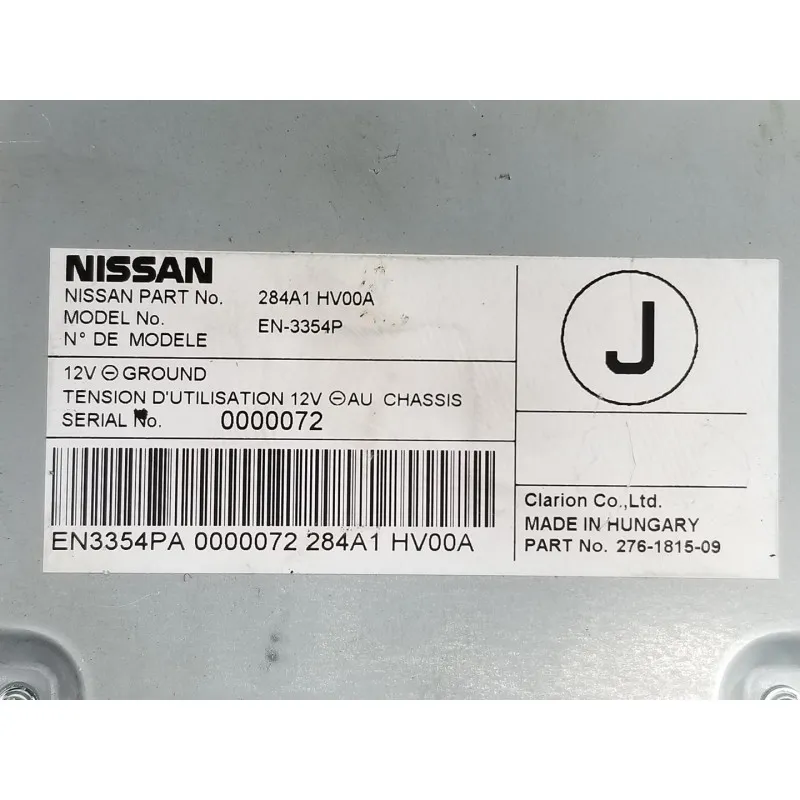 NISSAN
NISSAN PART No. 284A1 HV00A
MODEL No. EN-3354P
N° DE MODELE
12V ⊖ GROUND
TENSION D'UTILISATION 12V ⊖ AU CHASSIS
SERIAL No. 0000072
EN3354PA 0000072 284A1 HV00A
J
Clarion Co.,Ltd.
MADE IN HUNGARY
PART No. 276-1815-09